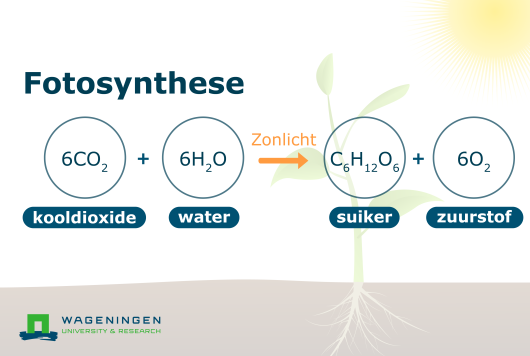 Fotosynthese
Zonlicht
6CO₂ + 6H₂O → C₆H₁₂O₆ + 6O₂
kooldioxide water suiker zuurstof
WAGENINGEN
UNIVERSITY & RESEARCH